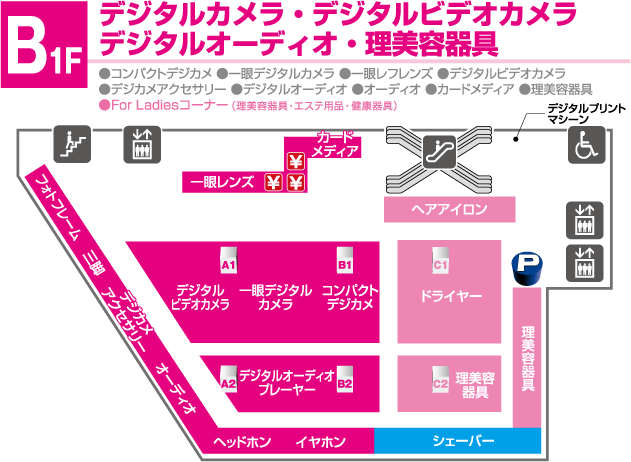 B1F
デジタルカメラ・デジタルビデオカメラ
デジタルオーディオ・理美容器具
●コンパクトデジカメ ●一眼デジタルカメラ ●一眼レフレンズ ●デジタルビデオカメラ
●デジカメアクセサリー ●デジタルオーディオ ●オーディオ ●カードメディア ●理美容器具
●For Ladiesコーナー(理美容器具・エステ用品・健康器具)
デジタルプリント
マシーン
カード
メディア
¥
一眼レンズ
¥ ¥
ヘアアイロン
フォトフレーム
三脚
デジカメ
アクセサリー
オーディオ
A1
デジタル
ビデオカメラ
一眼デジタル
カメラ
B1
コンパクト
デジカメ
C1
ドライヤー
P
理美容器具
A2
デジタルオーディオ
プレーヤー
B2
C2
理美容
器具
ヘッドホン
イヤホン
シェーバー